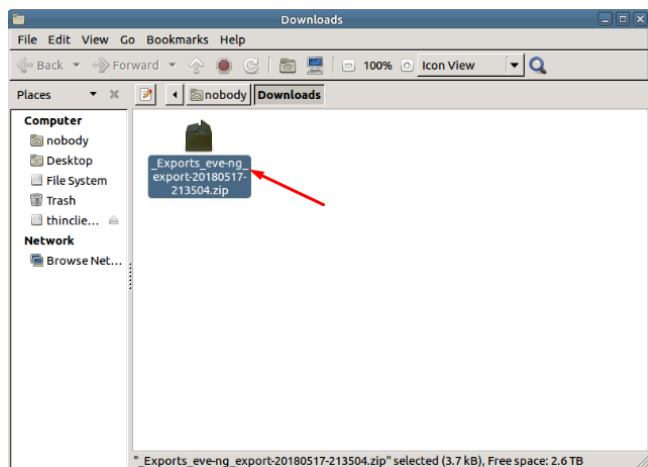 Downloads
File Edit View Go Bookmarks Help
Back Forward 100% Icon View
Places nobody Downloads
Computer
nobody
Desktop
File System
Trash
thinclie...
Network
Browse Net...
_Exports_eve-ng_
export-20180517-
213504.zip
"_Exports_eve-ng_export-20180517-213504.zip" selected (3.7 kB), Free space: 2.6 TB